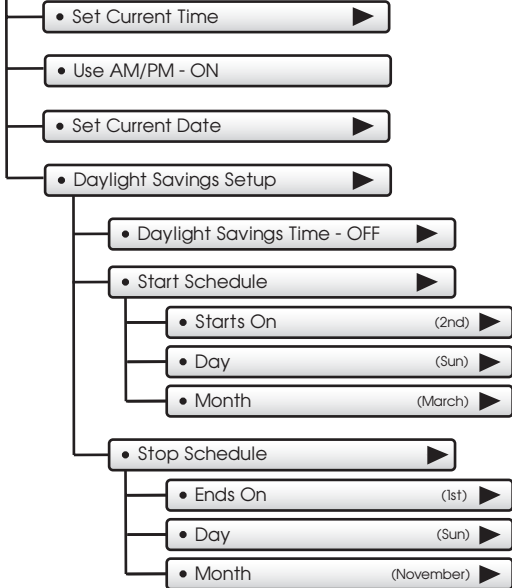 • Set Current Time
• Use AM/PM - ON
• Set Current Date
• Daylight Savings Setup
• Daylight Savings Time - OFF
• Start Schedule
• Starts On (2nd)
• Day (Sun)
• Month (March)
• Stop Schedule
• Ends On (1st)
• Day (Sun)
• Month (November)